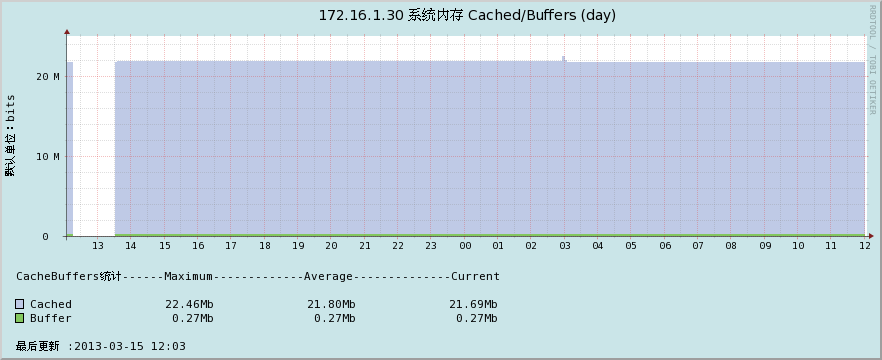 172.16.1.30 系统内存 Cached/Buffers (day)
RRDTOOL / TOBI OETIKER
默认单位：bits
20 M
10 M
0
13 14 15 16 17 18 19 20 21 22 23 00 01 02 03 04 05 06 07 08 09 10 11 12
CacheBuffers统计------Maximum-------------Average--------------Current
Cached 22.46Mb 21.80Mb 21.69Mb
Buffer 0.27Mb 0.27Mb 0.27Mb
最后更新 :2013-03-15 12:03